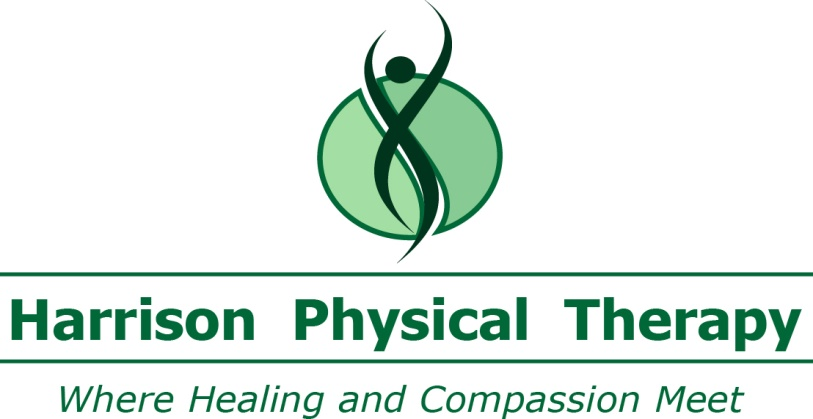 Harrison Physical Therapy
Where Healing and Compassion Meet